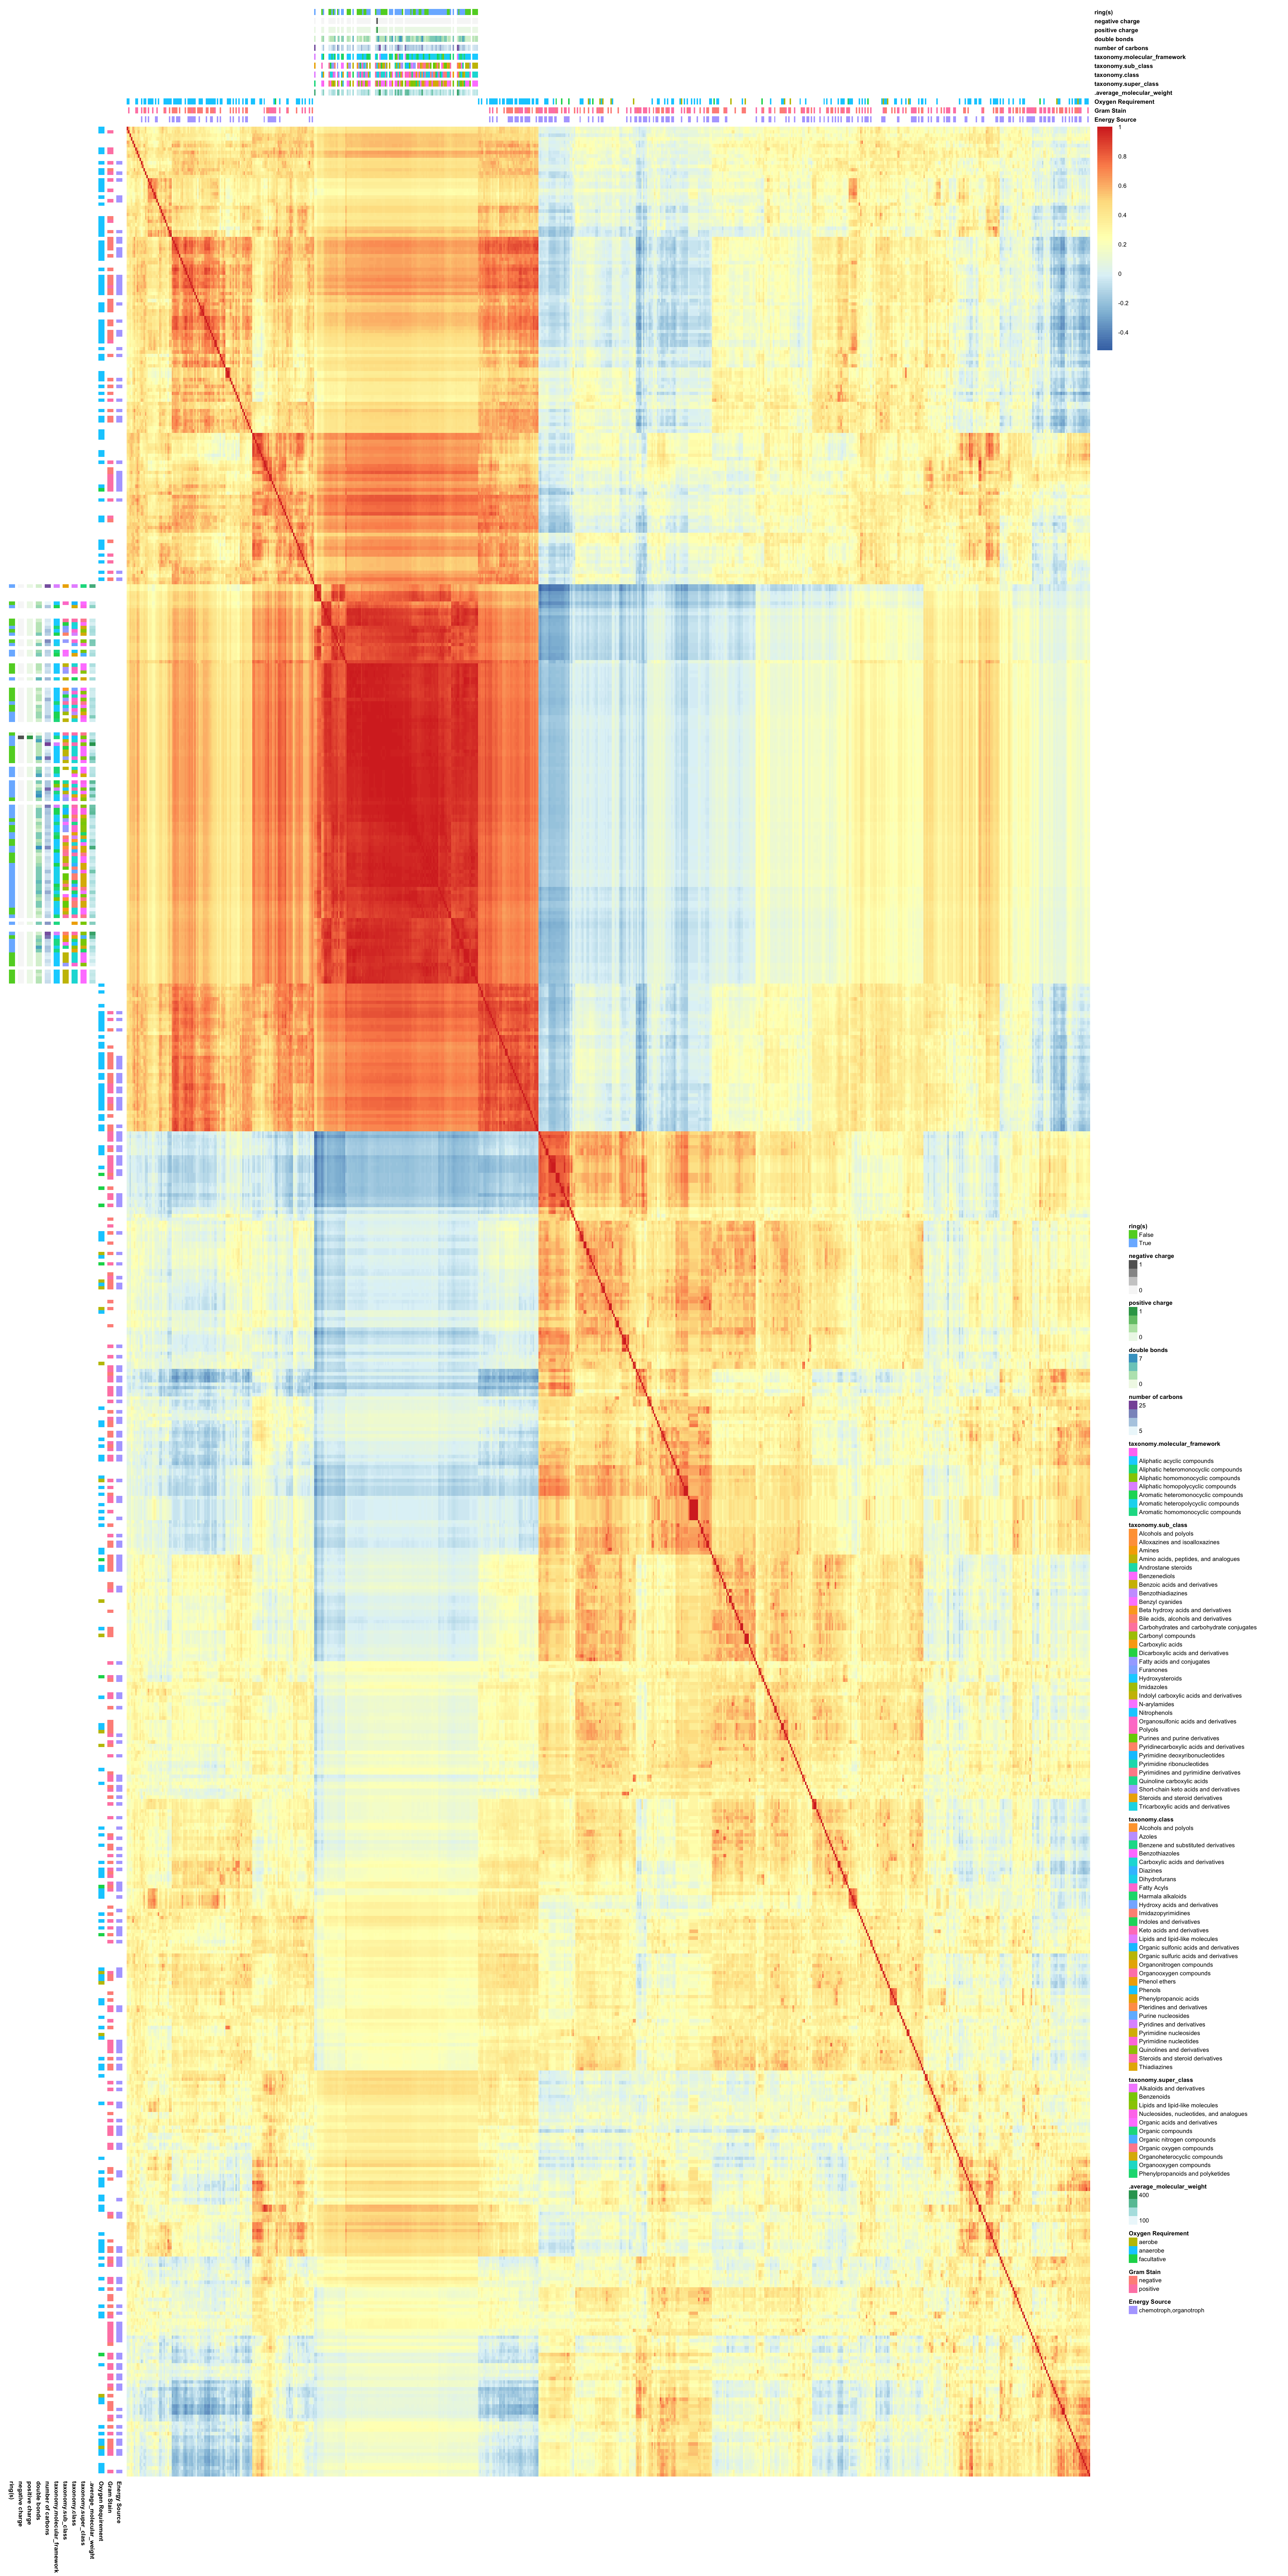 ring(s)
negative charge
positive charge
double bonds
number of carbons
taxonomy.molecular_framework
taxonomy.sub_class
taxonomy.class
taxonomy.super_class
.average_molecular_weight
Oxygen Requirement
Gram Stain
Energy Source
1
0.8
0.6
0.4
0.2
0
-0.2
-0.4
ring(s)
False
True
negative charge
1
0
positive charge
1
0
double bonds
7
0
number of carbons
25
5
taxonomy.molecular_framework
Aliphatic acyclic compounds
Aliphatic heteromonocyclic compounds
Aliphatic homomonocyclic compounds
Aliphatic homopolycyclic compounds
Aromatic heteromonocyclic compounds
Aromatic heteropolycyclic compounds
Aromatic homomonocyclic compounds
taxonomy.sub_class
Alcohols and polyols
Alloxazines and isoalloxazines
Amines
Amino acids, peptides, and analogues
Androstane steroids
Benzenediols
Benzoic acids and derivatives
Benzothiadiazines
Benzyl cyanides
Beta hydroxy acids and derivatives
Bile acids, alcohols and derivatives
Carbohydrates and carbohydrate conjugates
Carbonyl compounds
Carboxylic acids
Dicarboxylic acids and derivatives
Fatty acids and conjugates
Furanones
Hydroxysteroids
Imidazoles
Indolyl carboxylic acids and derivatives
N-arylamides
Nitrophenols
Organosulfonic acids and derivatives
Polyols
Purines and purine derivatives
Pyridinecarboxylic acids and derivatives
Pyrimidine deoxyribonucleotides
Pyrimidine ribonucleotides
Pyrimidines and pyrimidine derivatives
Quinoline carboxylic acids
Short-chain keto acids and derivatives
Steroids and steroid derivatives
Tricarboxylic acids and derivatives
taxonomy.class
Alcohols and polyols
Azoles
Benzene and substituted derivatives
Benzothiazoles
Carboxylic acids and derivatives
Diazines
Dihydrofurans
Fatty Acyls
Harmala alkaloids
Hydroxy acids and derivatives
Imidazopyrimidines
Indoles and derivatives
Keto acids and derivatives
Lipids and lipid-like molecules
Organic sulfonic acids and derivatives
Organic sulfuric acids and derivatives
Organonitrogen compounds
Organooxygen compounds
Phenol ethers
Phenols
Phenylpropanoic acids
Pteridines and derivatives
Purine nucleosides
Pyridines and derivatives
Pyrimidine nucleosides
Pyrimidine nucleotides
Quinolines and derivatives
Steroids and steroid derivatives
Thiadiazines
taxonomy.super_class
Alkaloids and derivatives
Benzenoids
Lipids and lipid-like molecules
Nucleosides, nucleotides, and analogues
Organic acids and derivatives
Organic compounds
Organic nitrogen compounds
Organic oxygen compounds
Organoheterocyclic compounds
Organooxygen compounds
Phenylpropanoids and polyketides
.average_molecular_weight
400
100
Oxygen Requirement
aerobe
anaerobe
facultative
Gram Stain
negative
positive
Energy Source
chemotroph,organotroph
ring(s)
negative charge
positive charge
double bonds
number of carbons
taxonomy.molecular_framework
taxonomy.sub_class
taxonomy.class
taxonomy.super_class
.average_molecular_weight
Oxygen Requirement
Gram Stain
Energy Source